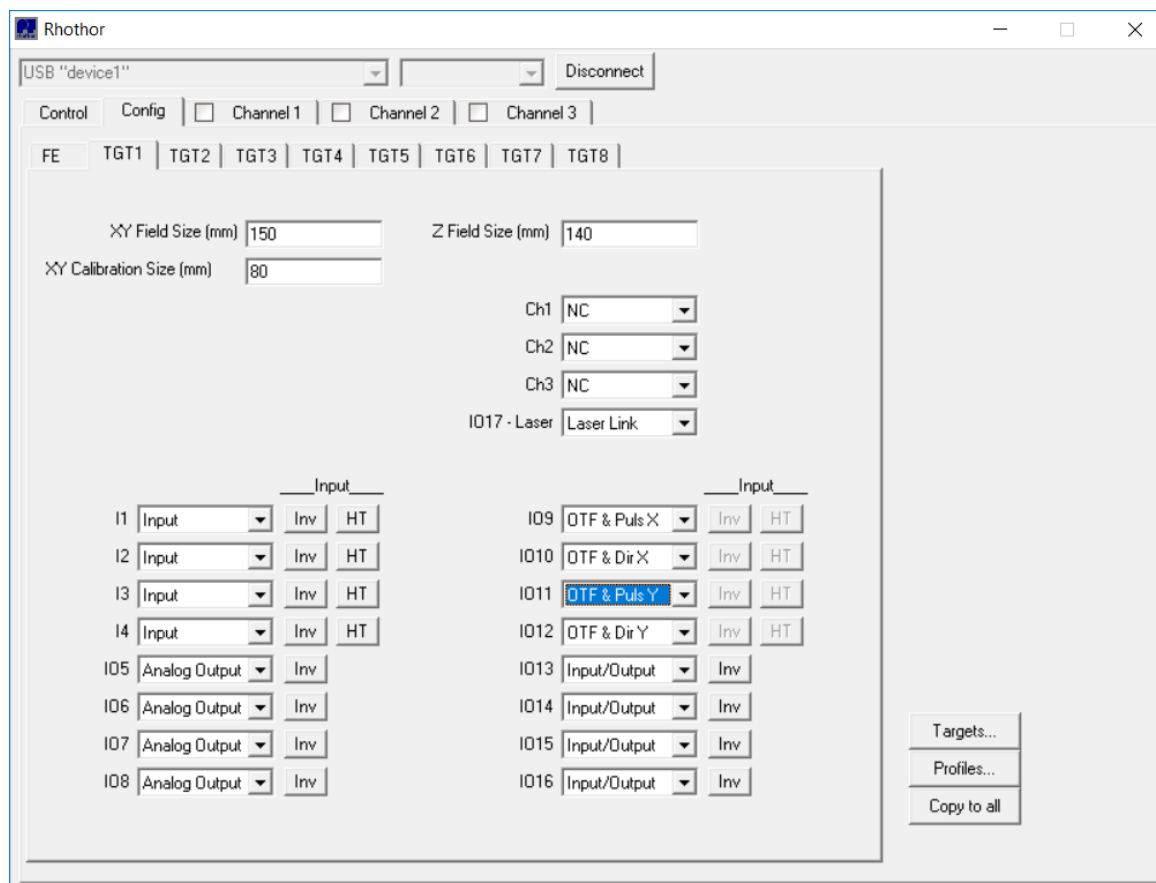 Rhothor
USB "device1" Disconnect
Control Config Channel 1 Channel 2 Channel 3
FE TGT1 TGT2 TGT3 TGT4 TGT5 TGT6 TGT7 TGT8
XY Field Size (mm) 150 Z Field Size (mm) 140
XY Calibration Size (mm) 80
Ch1 NC
Ch2 NC
Ch3 NC
IO17 - Laser Laser Link
____Input____ ____Input____
I1 Input Inv HT IO9 OTF & Puls X Inv HT
I2 Input Inv HT IO10 OTF & Dir X Inv HT
I3 Input Inv HT IO11 OTF & Puls Y Inv HT
I4 Input Inv HT IO12 OTF & Dir Y Inv HT
IO5 Analog Output Inv IO13 Input/Output Inv
IO6 Analog Output Inv IO14 Input/Output Inv
IO7 Analog Output Inv IO15 Input/Output Inv
IO8 Analog Output Inv IO16 Input/Output Inv
Targets...
Profiles...
Copy to all